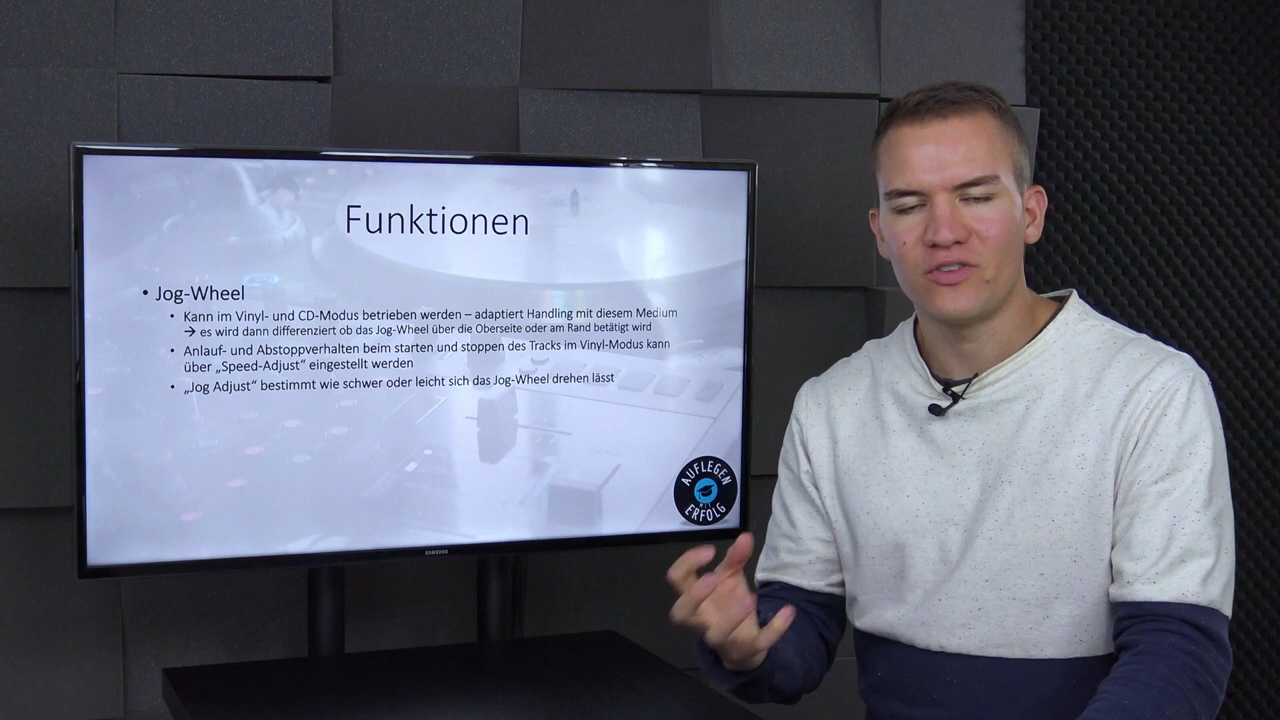 Funktionen
• Jog-Wheel
• Kann im Vinyl- und CD-Modus betrieben werden – adaptiert Handling mit diesem Medium
→ es wird dann differenziert ob das Jog-Wheel über die Oberseite oder am Rand betätigt wird
• Anlauf- und Abstoppverhalten beim starten und stoppen des Tracks im Vinyl-Modus kann
über „Speed-Adjust“ eingestellt werden
• „Jog Adjust“ bestimmt wie schwer oder leicht sich das Jog-Wheel drehen lässt
AUFLEGEN
MIT
ERFOLG
SAMSUNG